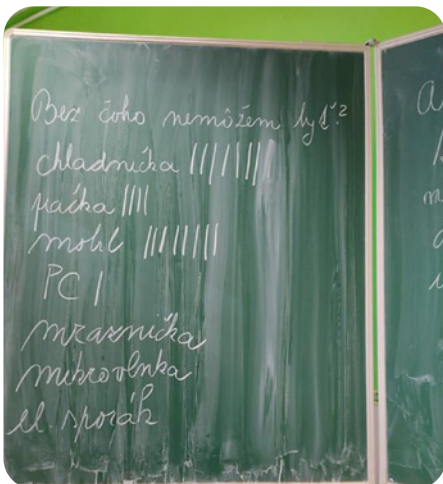 Bez čoho nemôžem byť?
chladnička ||||||||
pračka ||||
mobil ||||||||
PC |
mraznička
mikrovlnka
el. sporák